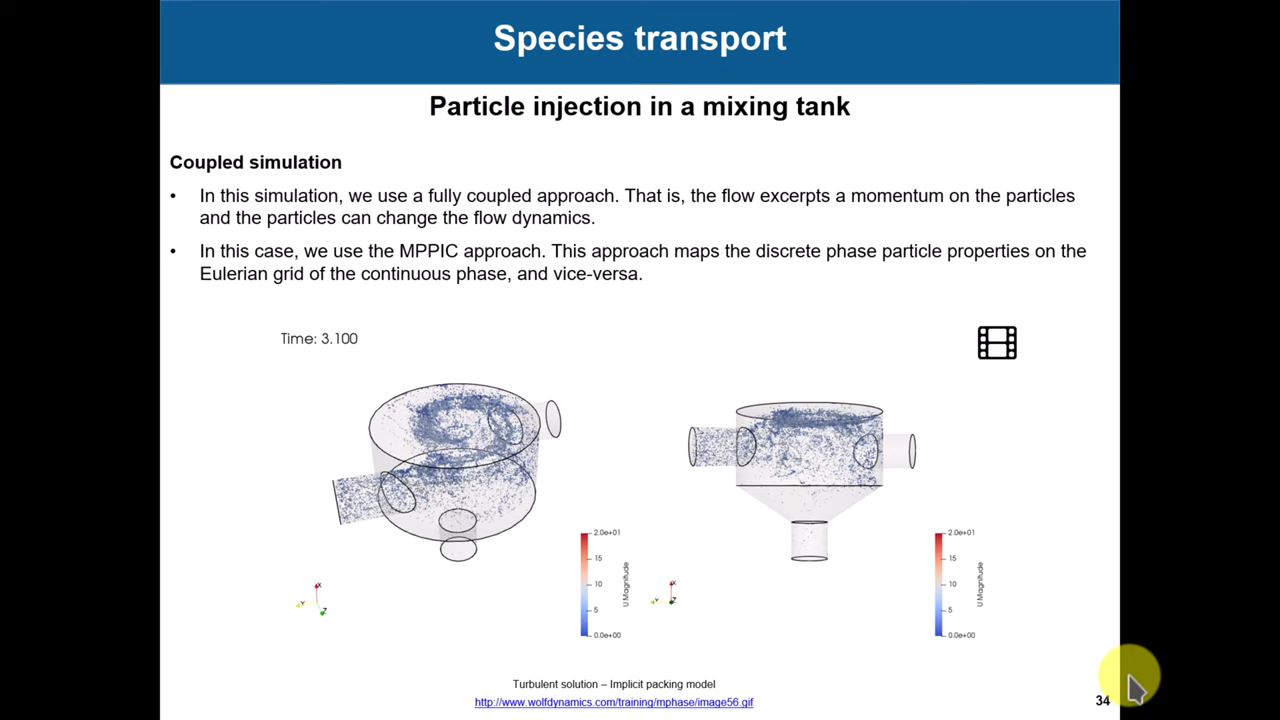 Species transport
Particle injection in a mixing tank
Coupled simulation
• In this simulation, we use a fully coupled approach. That is, the flow excerpts a momentum on the particles
and the particles can change the flow dynamics.
• In this case, we use the MPPIC approach. This approach maps the discrete phase particle properties on the
Eulerian grid of the continuous phase, and vice-versa.
Time: 3.100
2.0e+01
15
10
5
0.0e+00
U Magnitude
X
Y
Z
2.0e+01
15
10
5
0.0e+00
U Magnitude
X
Y
Z
Turbulent solution – Implicit packing model
http://www.wolfdynamics.com/training/mphase/image56.gif
34